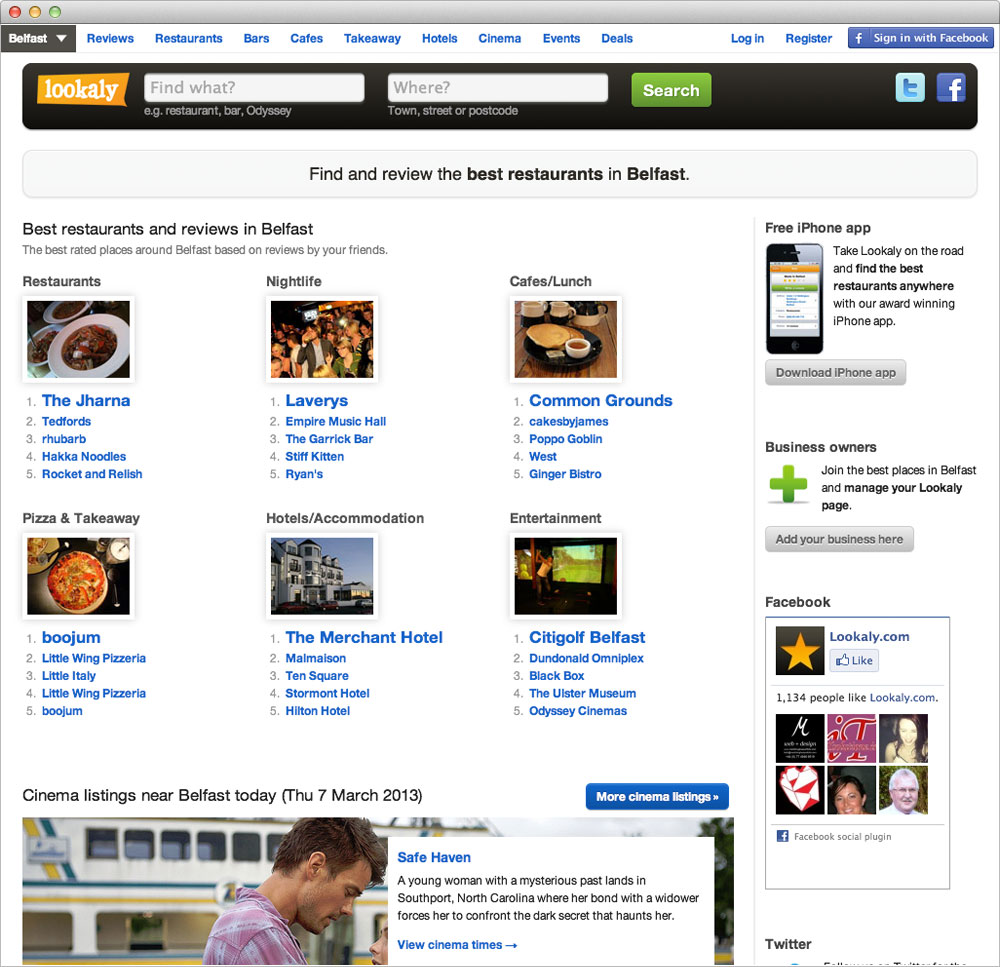 Belfast
Reviews
Restaurants
Bars
Cafes
Takeaway
Hotels
Cinema
Events
Deals
Log in
Register
Sign in with Facebook
lookaly
Find what?
Where?
Search
e.g. restaurant, bar, Odyssey
Town, street or postcode
Find and review the best restaurants in Belfast.
Best restaurants and reviews in Belfast
The best rated places around Belfast based on reviews by your friends.
Restaurants
1. The Jharna
2. Tedfords
3. rhubarb
4. Hakka Noodles
5. Rocket and Relish
Nightlife
1. Laverys
2. Empire Music Hall
3. The Garrick Bar
4. Stiff Kitten
5. Ryan's
Cafes/Lunch
1. Common Grounds
2. cakesbyjames
3. Poppo Goblin
4. West
5. Ginger Bistro
Pizza & Takeaway
1. boojum
2. Little Wing Pizzeria
3. Little Italy
4. Little Wing Pizzeria
5. boojum
Hotels/Accommodation
1. The Merchant Hotel
2. Malmaison
3. Ten Square
4. Stormont Hotel
5. Hilton Hotel
Entertainment
1. Citigolf Belfast
2. Dundonald Omniplex
3. Black Box
4. The Ulster Museum
5. Odyssey Cinemas
Cinema listings near Belfast today (Thu 7 March 2013)
More cinema listings »
Safe Haven
A young woman with a mysterious past lands in
Southport, North Carolina where her bond with a widower
forces her to confront the dark secret that haunts her.
View cinema times →
Free iPhone app
Take Lookaly on the road
and find the best
restaurants anywhere
with our award winning
iPhone app.
Download iPhone app
Business owners
Join the best places in Belfast
and manage your Lookaly
page.
Add your business here
Facebook
Lookaly.com
Like
1,134 people like Lookaly.com.
Facebook social plugin
Twitter